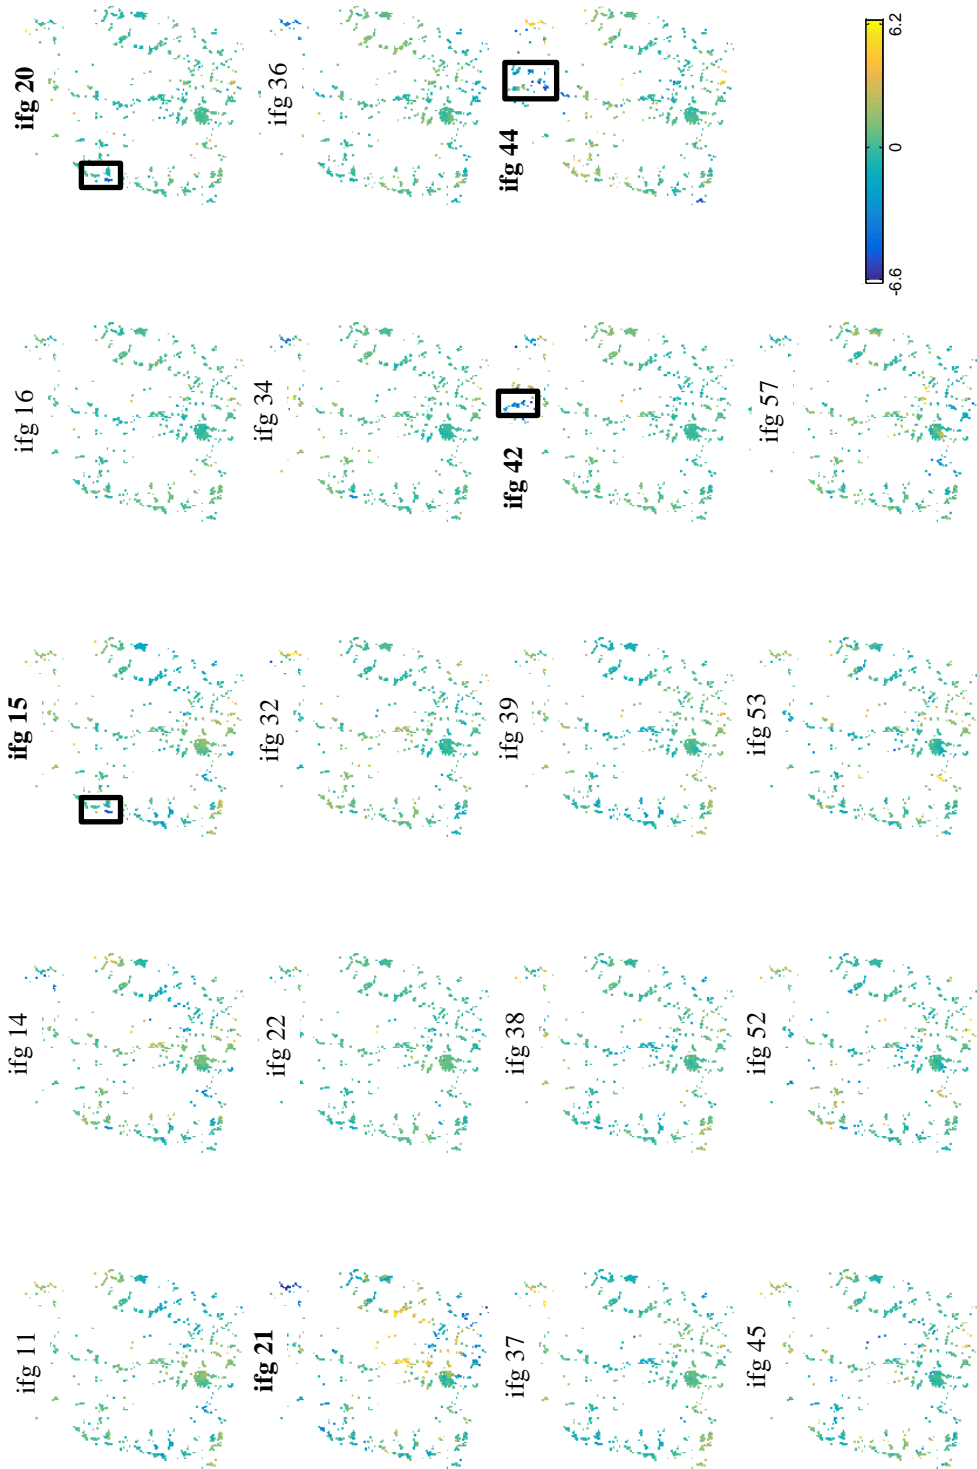 ifg 11
ifg 14
ifg 15
ifg 16
ifg 20
ifg 21
ifg 22
ifg 32
ifg 34
ifg 36
ifg 37
ifg 38
ifg 39
ifg 42
ifg 44
ifg 45
ifg 52
ifg 53
ifg 57
-6.6
0
6.2